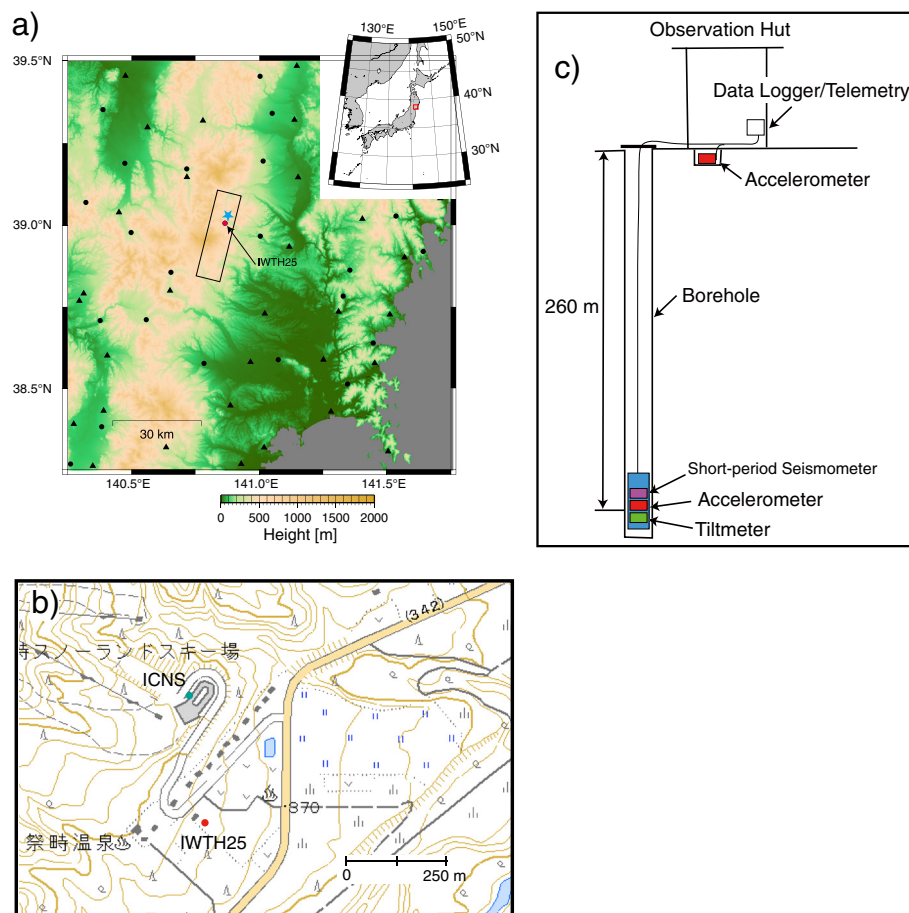 a)
39.5°N
39.0°N
38.5°N
140.5°E
141.0°E
141.5°E
IWTH25
30 km
0 500 1000 1500 2000
Height [m]
130°E
150°E
50°N
40°N
30°N
c)
Observation Hut
Data Logger/Telemetry
Accelerometer
260 m
Borehole
Short-period Seismometer
Accelerometer
Tiltmeter
b)
(342)
時スノーランドスキー場
ICNS
370
祭畤温泉
IWTH25
0 250 m